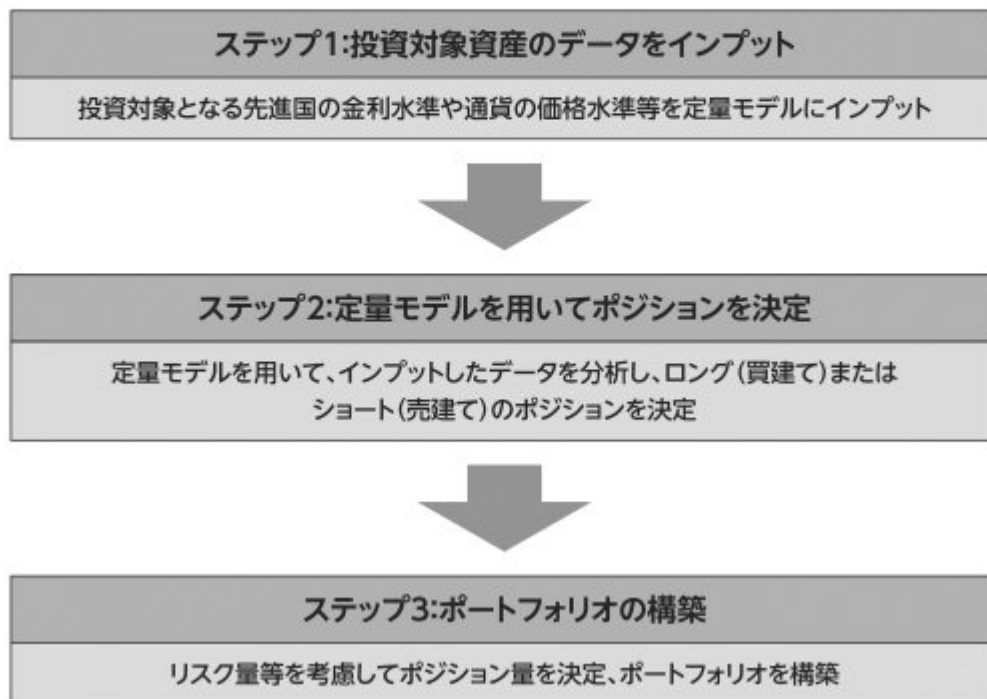 ステップ1:投資対象資産のデータをインプット
投資対象となる先進国の金利水準や通貨の価格水準等を定量モデルにインプット
ステップ2:定量モデルを用いてポジションを決定
定量モデルを用いて、インプットしたデータを分析し、ロング(買建て)または
ショート(売建て)のポジションを決定
ステップ3:ポートフォリオの構築
リスク量等を考慮してポジション量を決定、ポートフォリオを構築